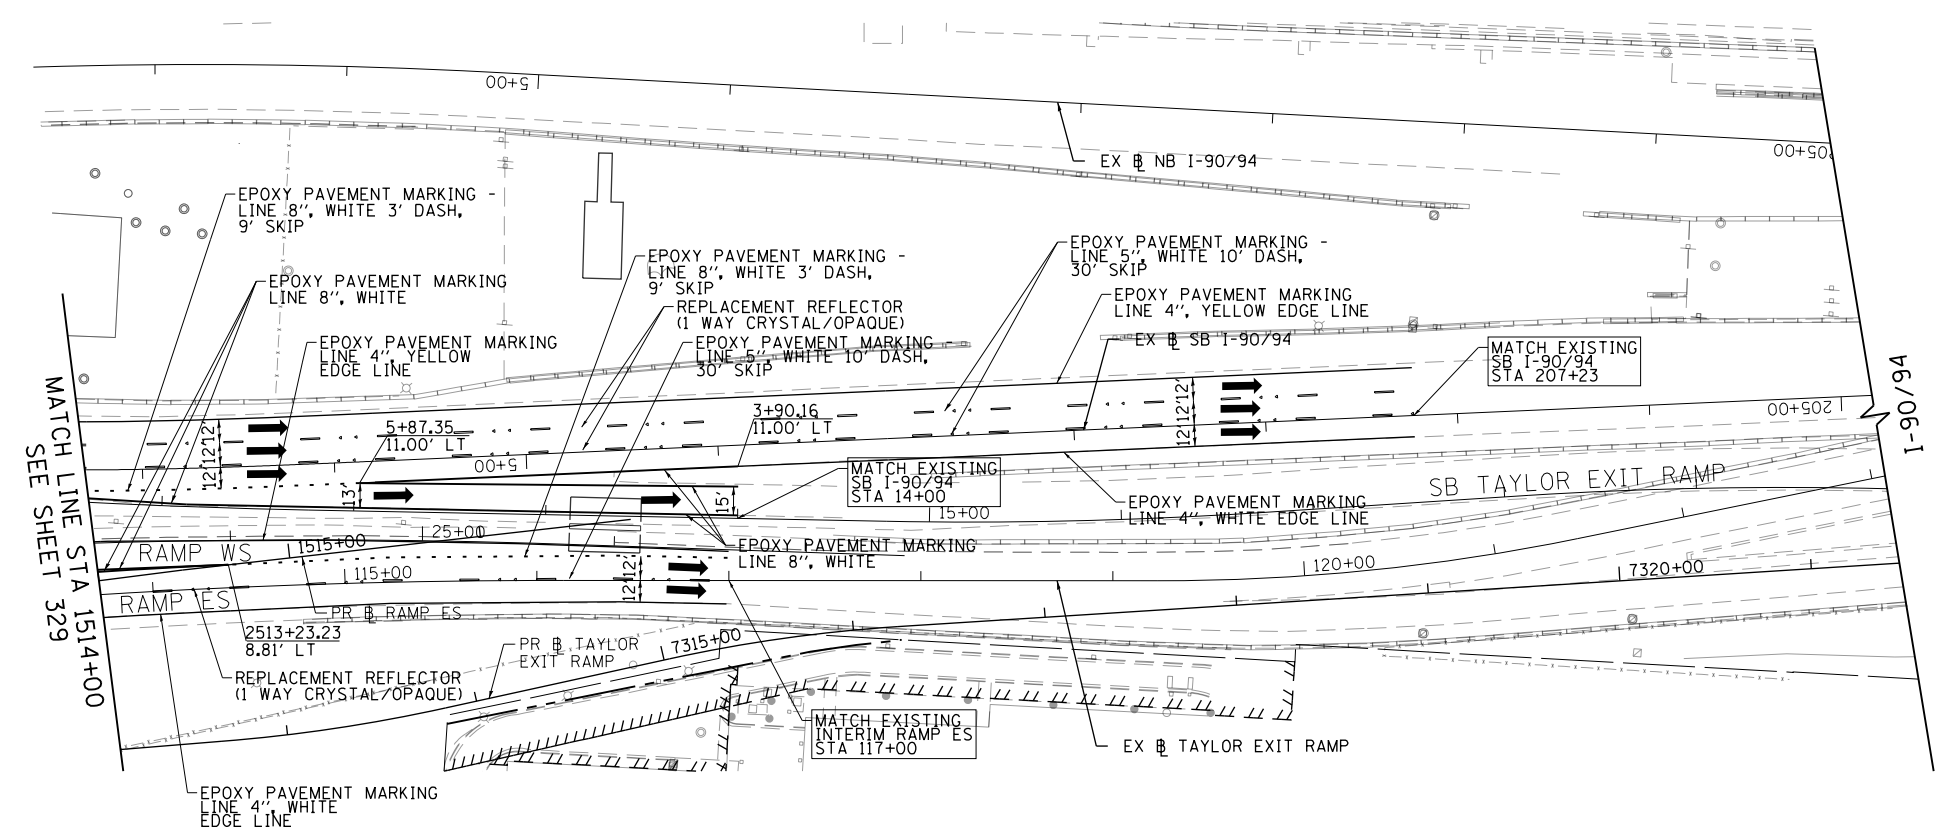 5+00
EX B NB I-90/94
205+00
EPOXY PAVEMENT MARKING -
LINE 8", WHITE 3' DASH,
9' SKIP
EPOXY PAVEMENT MARKING
LINE 8", WHITE
EPOXY PAVEMENT MARKING
LINE 4", YELLOW
EDGE LINE
EPOXY PAVEMENT MARKING -
LINE 8", WHITE 3' DASH,
9' SKIP
REPLACEMENT REFLECTOR
(1 WAY CRYSTAL/OPAQUE)
EPOXY PAVEMENT MARKING -
LINE 5", WHITE 10' DASH,
30' SKIP
EPOXY PAVEMENT MARKING -
LINE 5", WHITE 10' DASH,
30' SKIP
EPOXY PAVEMENT MARKING
LINE 4", YELLOW EDGE LINE
EX B SB I-90/94
MATCH EXISTING
SB I-90/94
STA 207+23
I-90/94
MATCH LINE STA 1514+00
SEE SHEET 329
12'
12'
12'
5+87.35
11.00' LT
3+90.16
11.00' LT
12'
12'
12'
205+00
5+00
13'
15'
MATCH EXISTING
SB I-90/94
STA 14+00
15+00
EPOXY PAVEMENT MARKING
LINE 4", WHITE EDGE LINE
SB TAYLOR EXIT RAMP
RAMP WS
1515+00
25+00
EPOXY PAVEMENT MARKING
LINE 8", WHITE
115+00
12'
12'
120+00
7320+00
RAMP ES
PR B RAMP ES
2513+23.23
8.81' LT
PR B TAYLOR
EXIT RAMP
7315+00
REPLACEMENT REFLECTOR
(1 WAY CRYSTAL/OPAQUE)
MATCH EXISTING
INTERIM RAMP ES
STA 117+00
EX B TAYLOR EXIT RAMP
EPOXY PAVEMENT MARKING
LINE 4", WHITE
EDGE LINE